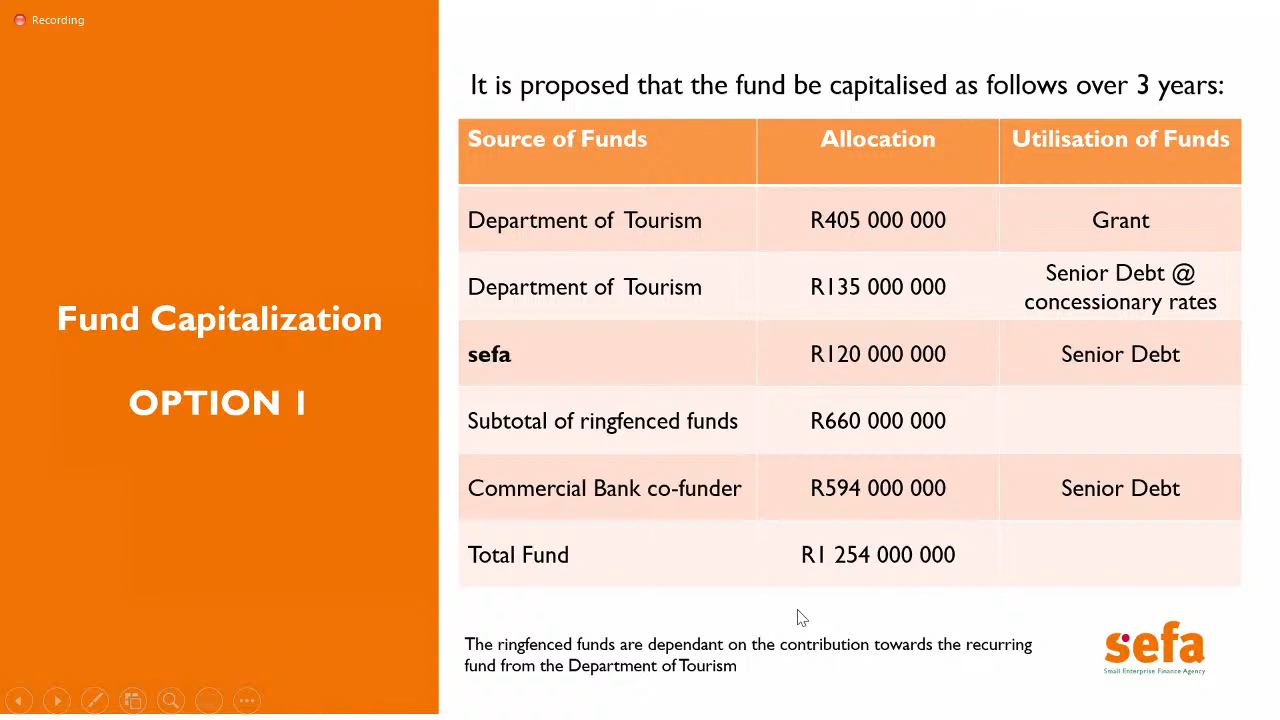 Recording
It is proposed that the fund be capitalised as follows over 3 years:
Fund Capitalization
OPTION 1
Source of Funds Allocation Utilisation of Funds
Department of Tourism R405 000 000 Grant
Department of Tourism R135 000 000 Senior Debt @
concessionary rates
sefa R120 000 000 Senior Debt
Subtotal of ringfenced funds R660 000 000
Commercial Bank co-funder R594 000 000 Senior Debt
Total Fund R1 254 000 000
The ringfenced funds are dependant on the contribution towards the recurring
fund from the Department of Tourism
sefa
Small Enterprise Finance Agency